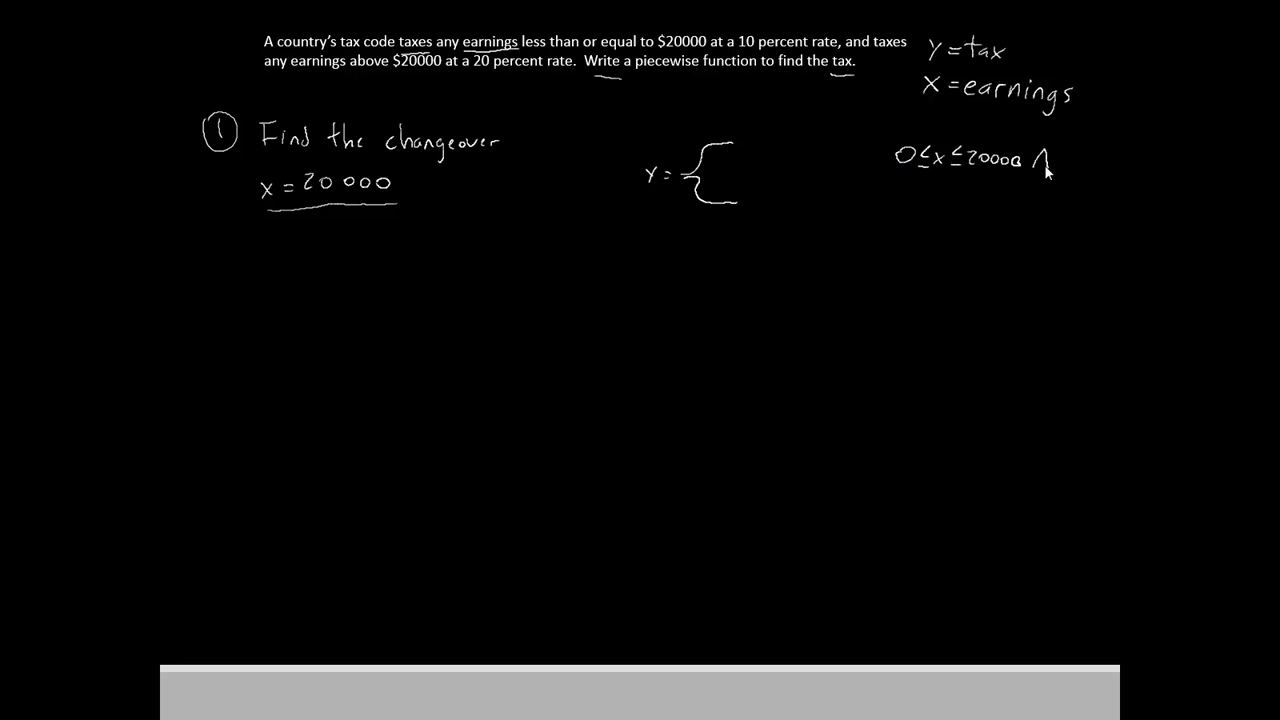 A country's tax code taxes any earnings less than or equal to $20000 at a 10 percent rate, and taxes
any earnings above $20000 at a 20 percent rate. Write a piecewise function to find the tax.
y = tax
x = earnings
① Find the changeover
x = 20 000
y = {
0 ≤ x ≤ 20000